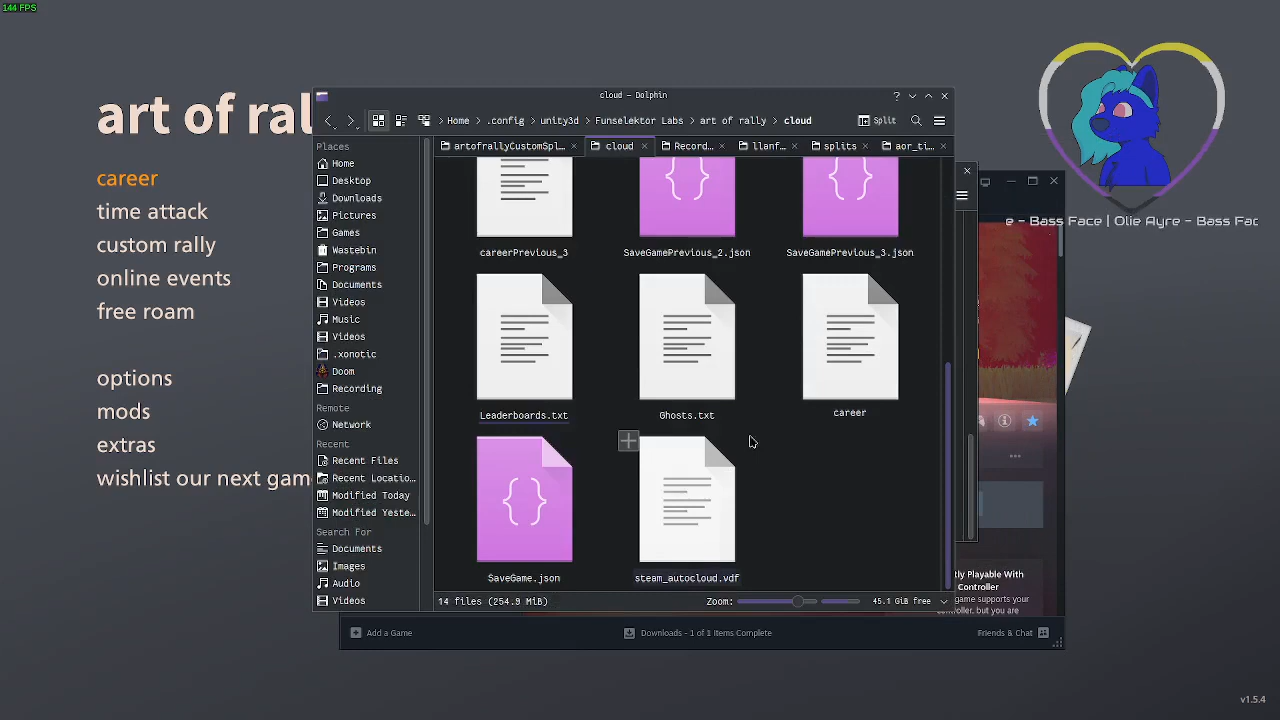 144 FPS
art of ral
career
time attack
custom rally
online events
free roam
options
mods
extras
wishlist our next gam
cloud — Dolphin
Home
.config
unity3d
Funselektor Labs
art of rally
cloud
Split
Places
Home
Desktop
Downloads
Pictures
Games
Wastebin
Programs
Documents
Videos
Music
Videos
.xonotic
Doom
Recording
Remote
Network
Recent
Recent Files
Recent Locatio...
Modified Today
Modified Yeste...
Search For
Documents
Images
Audio
Videos
artofrallyCustomSpl...
cloud
Record...
llanf...
splits
aor_ti...
careerPrevious_3
SaveGamePrevious_2.json
SaveGamePrevious_3.json
Leaderboards.txt
Ghosts.txt
career
SaveGame.json
steam_autocloud.vdf
14 files (254.9 MiB)
Zoom:
45.1 GiB free
e - Bass Face | Olie Ayre - Bass Fac
tly Playable With
Controller
game supports your
controller, but you are
Add a Game
Downloads - 1 of 1 Items Complete
Friends & Chat
v1.5.4